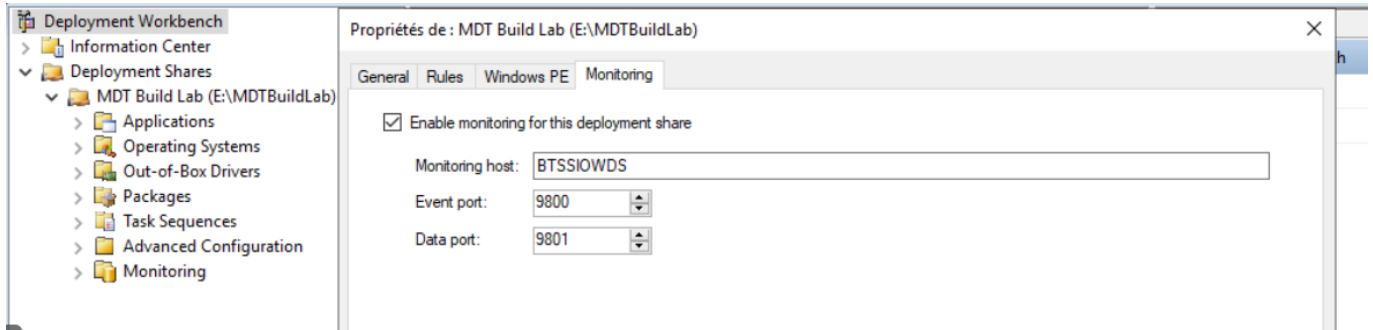 Deployment Workbench
Information Center
Deployment Shares
MDT Build Lab (E:\MDTBuildLab)
Applications
Operating Systems
Out-of-Box Drivers
Packages
Task Sequences
Advanced Configuration
Monitoring
Propriétés de : MDT Build Lab (E:\MDTBuildLab)
General Rules Windows PE Monitoring
Enable monitoring for this deployment share
Monitoring host: BTSSIOWDS
Event port: 9800
Data port: 9801
h